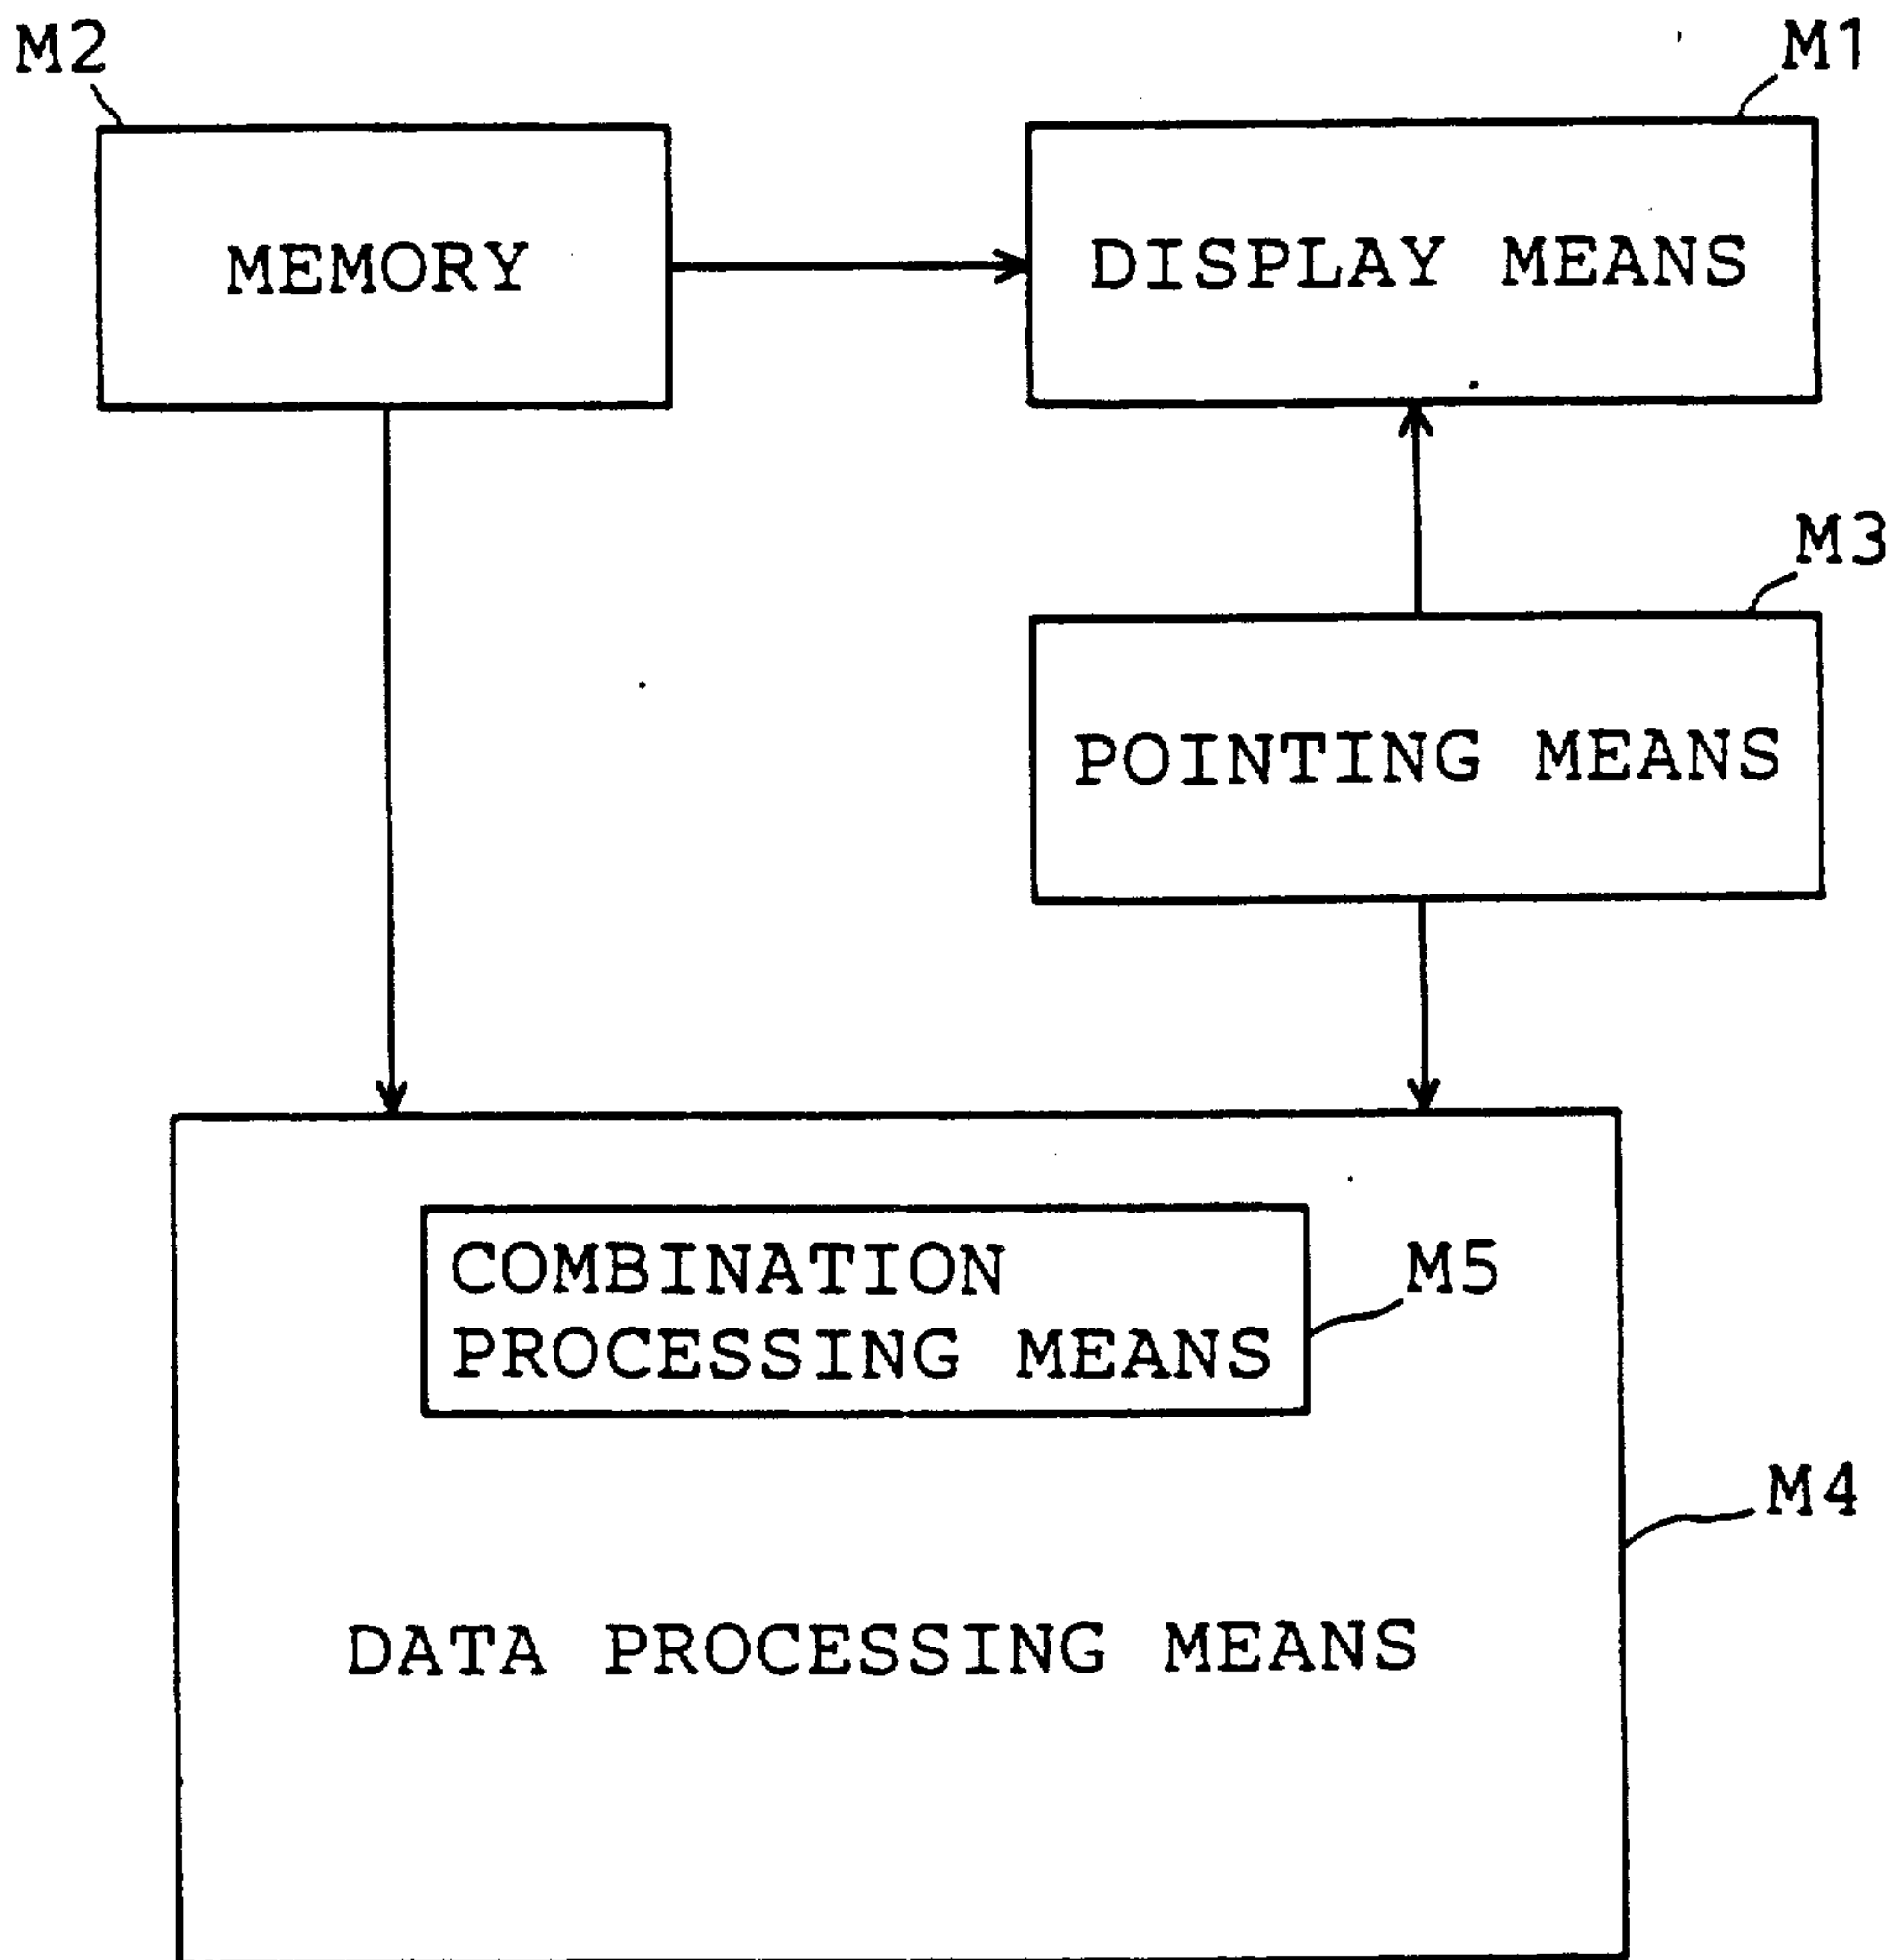 M2
M1
MEMORY
DISPLAY MEANS
M3
POINTING MEANS
COMBINATION
PROCESSING MEANS
M5
M4
DATA PROCESSING MEANS